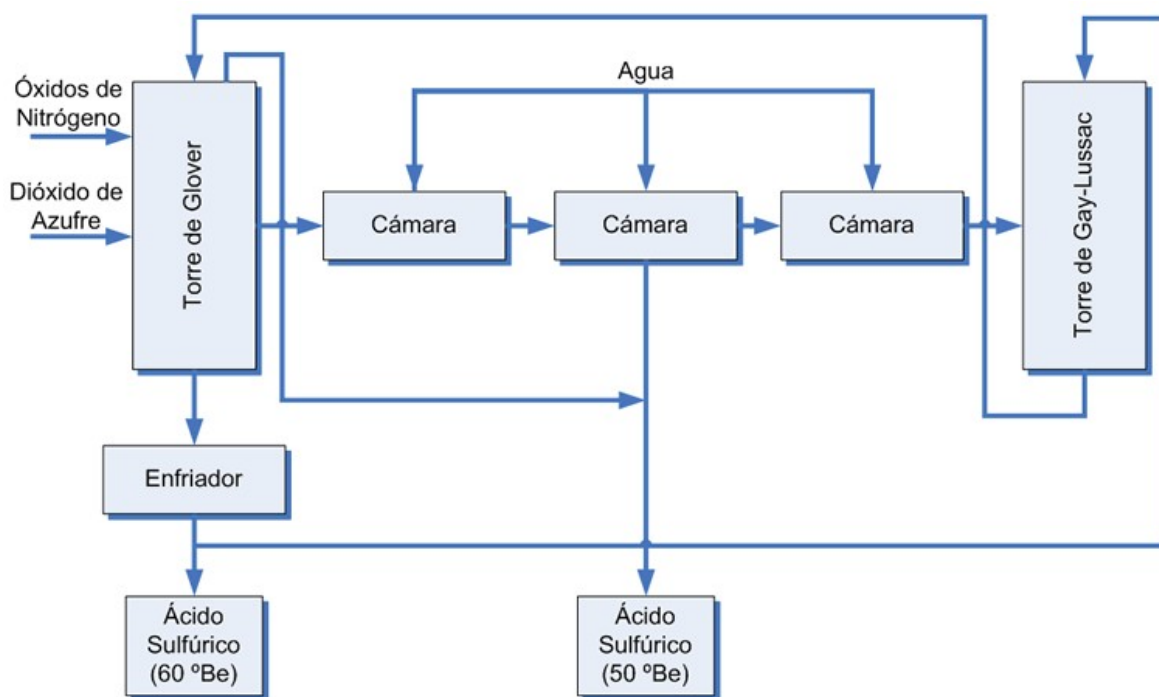 Óxidos de
Nitrógeno
Dióxido de
Azufre
Torre de Glover
Agua
Cámara
Cámara
Cámara
Torre de Gay-Lussac
Enfriador
Ácido
Sulfúrico
(60 ºBe)
Ácido
Sulfúrico
(50 ºBe)